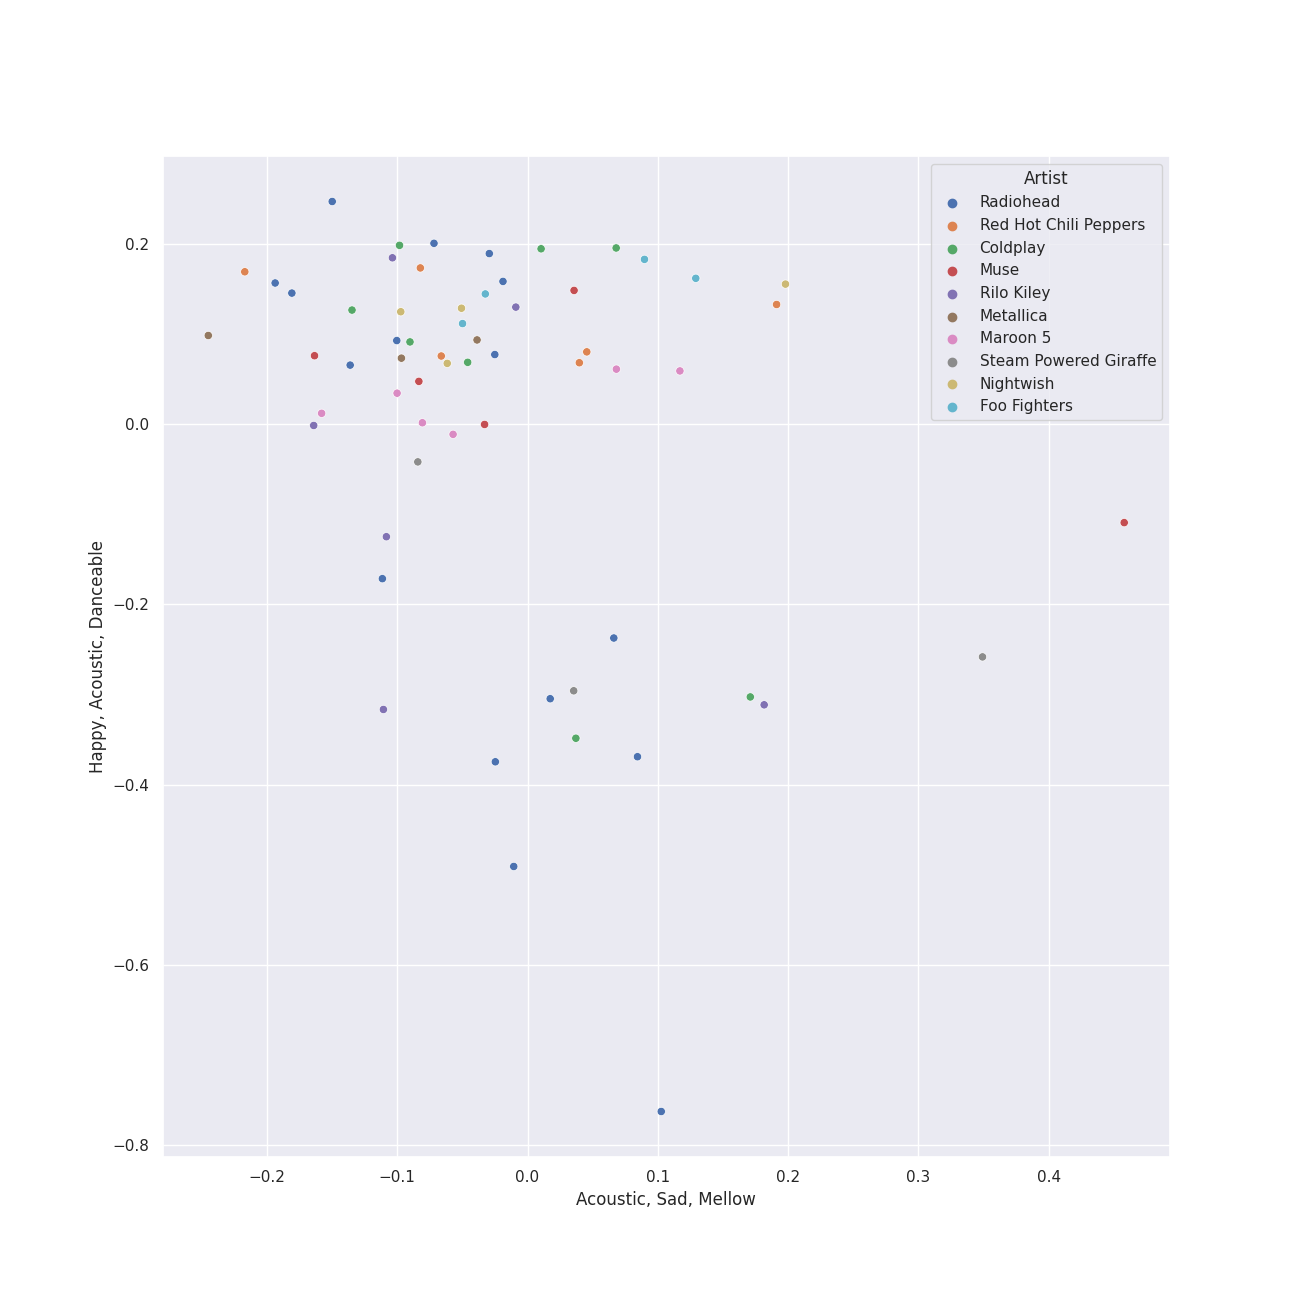 Artist
Radiohead
Red Hot Chili Peppers
Coldplay
Muse
Rilo Kiley
Metallica
Maroon 5
Steam Powered Giraffe
Nightwish
Foo Fighters
0.2
0.0
−0.2
−0.4
−0.6
−0.8
Happy, Acoustic, Danceable
−0.2 −0.1 0.0 0.1 0.2 0.3 0.4
Acoustic, Sad, Mellow